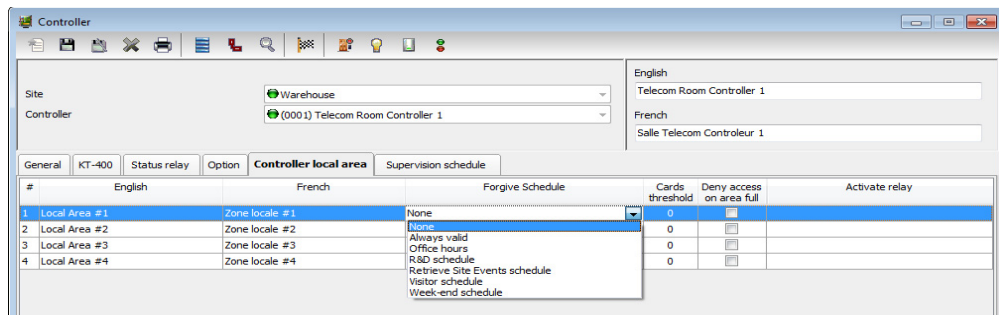 Controller
English
Site Warehouse Telecom Room Controller 1
Controller (0001) Telecom Room Controller 1 French
Salle Telecom Controleur 1
General KT-400 Status relay Option Controller local area Supervision schedule
# English French Forgive Schedule Cards threshold Deny access on area full Activate relay
1 Local Area #1 Zone locale #1 None 0
2 Local Area #2 Zone locale #2 None 0
3 Local Area #3 Zone locale #3 Always valid 0
4 Local Area #4 Zone locale #4 Office hours 0
R&D schedule
Retrieve Site Events schedule
Visitor schedule
Week-end schedule